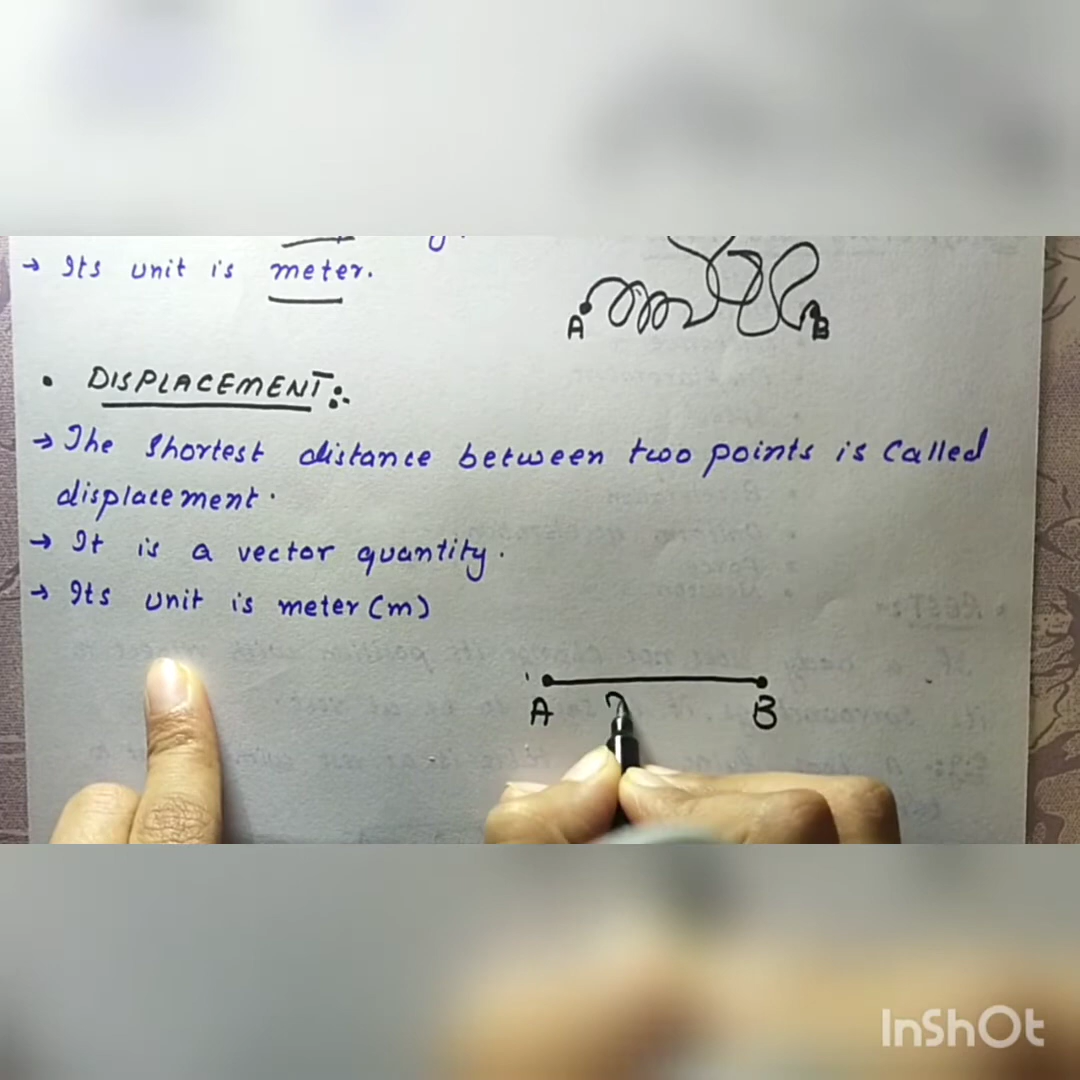 → Its unit is meter.
A B
• DISPLACEMENT:-
→ The shortest distance between two points is called
displacement.
→ It is a vector quantity.
→ Its unit is meter (m)
A B
InShOt